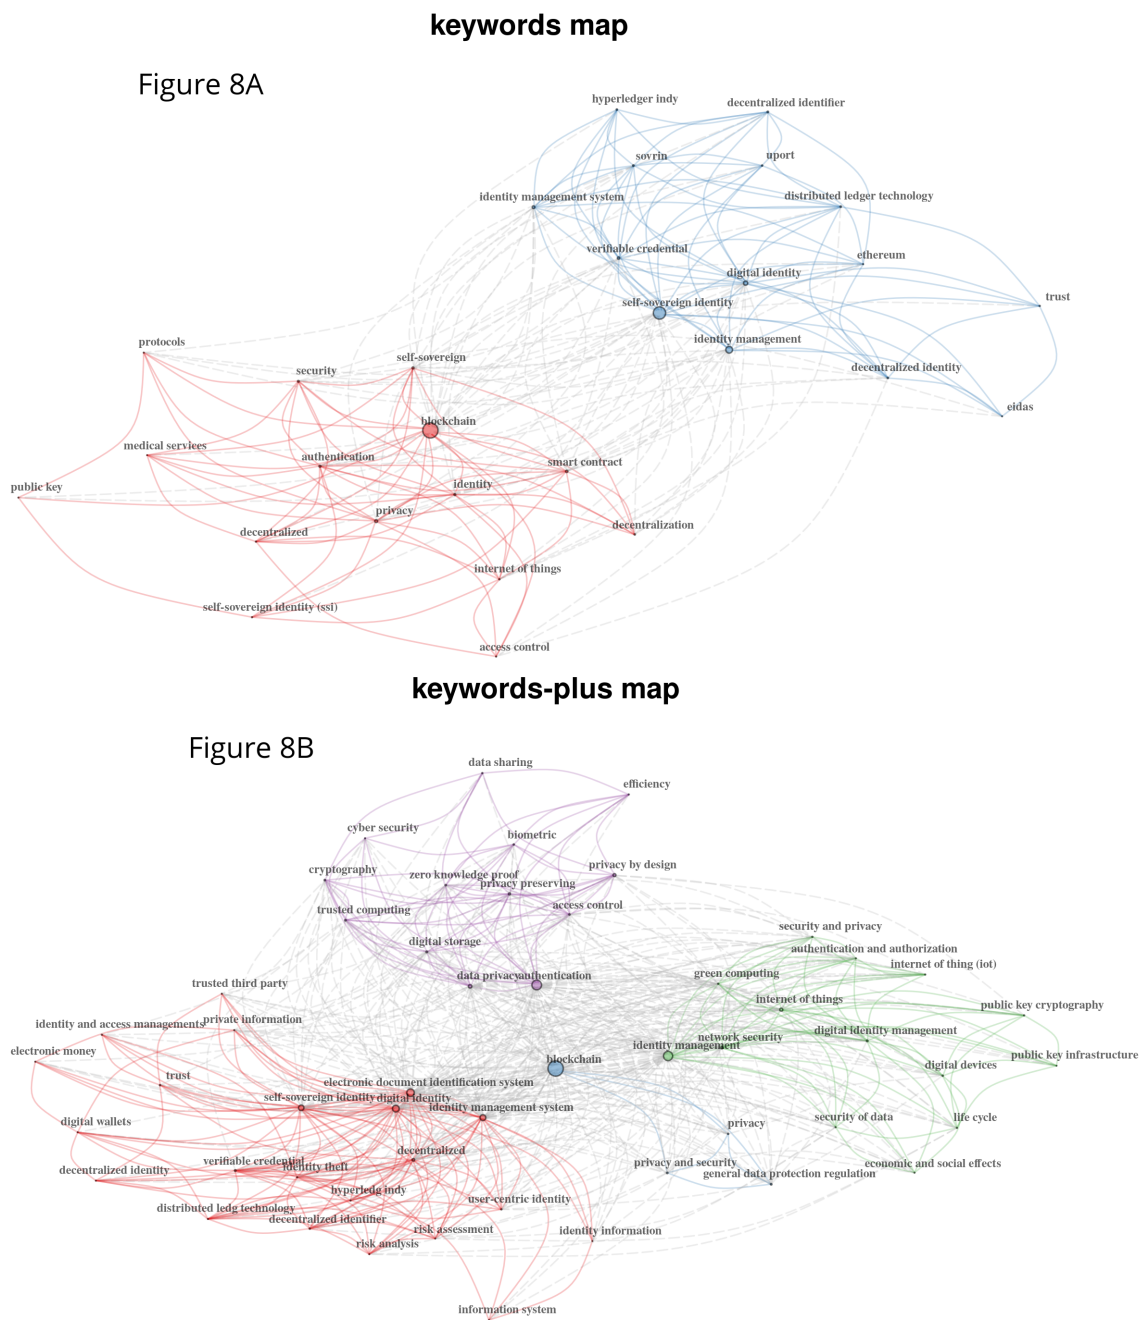 keywords map
Figure 8A
hyperledger indy
decentralized identifier
sovrin
uport
identity management system
distributed ledger technology
verifiable credential
ethereum
digital identity
self-sovereign identity
trust
identity management
protocols
self-sovereign
security
decentralized identity
eidas
blockchain
medical services
authentication
smart contract
public key
identity
privacy
decentralized
decentralization
internet of things
self-sovereign identity (ssi)
access control
keywords-plus map
Figure 8B
data sharing
efficiency
cyber security
biometric
cryptography
zero knowledge proof
privacy by design
privacy preserving
trusted computing
access control
security and privacy
digital storage
authentication and authorization
internet of thing (iot)
data privacy
authentication
green computing
trusted third party
internet of things
public key cryptography
identity and access managements
private information
digital identity management
network security
identity management
electronic money
blockchain
public key infrastructure
trust
digital devices
electronic document identification system
self-sovereign identity
digital identity
identity management system
digital wallets
security of data
life cycle
privacy
decentralized
verifiable credential
identity theft
decentralized identity
privacy and security
economic and social effects
general data protection regulation
hyperledg indy
user-centric identity
distributed ledg technology
decentralized identifier
risk assessment
identity information
risk analysis
information system